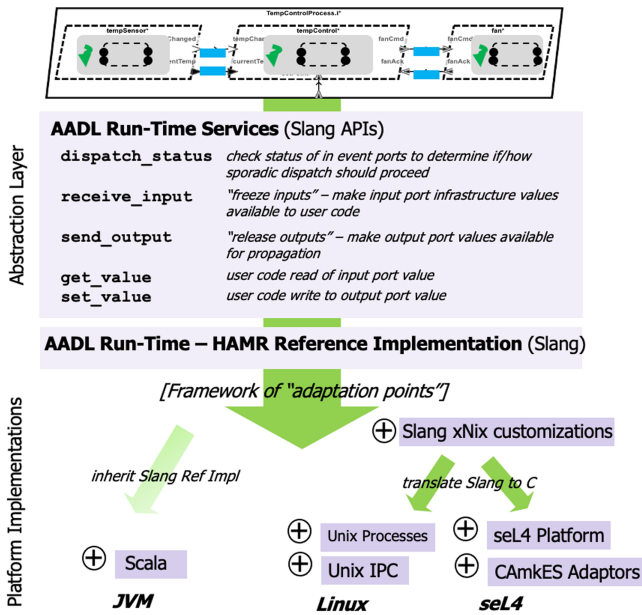 TempControlProcess.i*
tempSensor*
tempControl*
fan*
Changed
tempCha
fanCmd
fanCmd
entTemp
currentT
fanAck
fanAck
AADL Run-Time Services (Slang APIs)
dispatch_status
check status of in event ports to determine if/how
sporadic dispatch should proceed
receive_input
“freeze inputs” – make input port infrastructure values
available to user code
send_output
“release outputs” – make output port values available
for propagation
get_value
user code read of input port value
set_value
user code write to output port value
Abstraction Layer
AADL Run-Time – HAMR Reference Implementation (Slang)
[Framework of “adaptation points”]
Slang xNix customizations
inherit Slang Ref Impl
translate Slang to C
Platform Implementations
Scala
Unix Processes
Unix IPC
seL4 Platform
CAmkES Adaptors
JVM
Linux
seL4